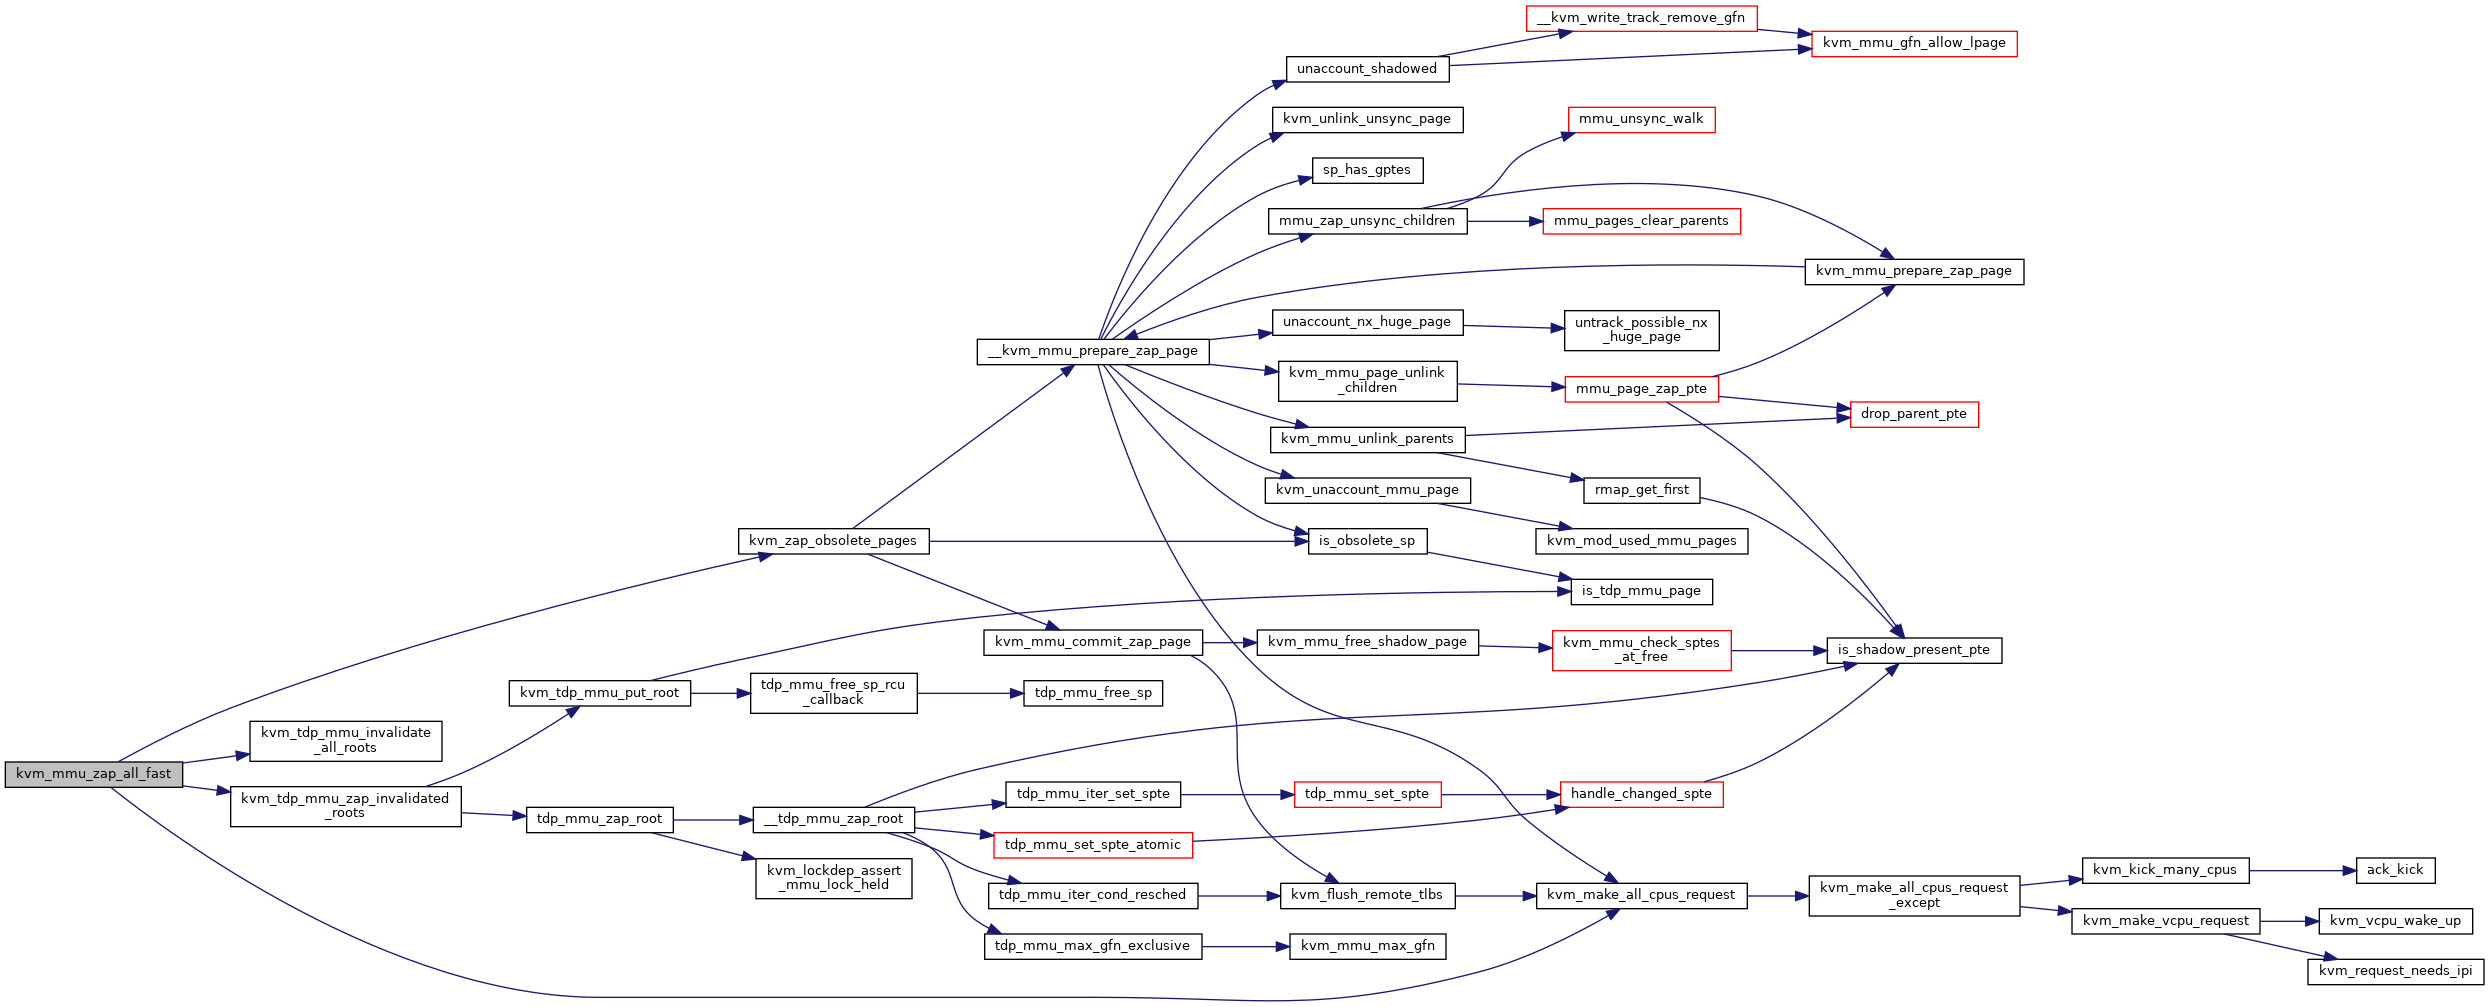 __kvm_write_track_remove_gfn
kvm_mmu_gfn_allow_lpage
unaccount_shadowed
kvm_unlink_unsync_page
mmu_unsync_walk
sp_has_gptes
mmu_zap_unsync_children
mmu_pages_clear_parents
kvm_mmu_prepare_zap_page
unaccount_nx_huge_page
untrack_possible_nx
_huge_page
__kvm_mmu_prepare_zap_page
kvm_mmu_page_unlink
_children
mmu_page_zap_pte
drop_parent_pte
kvm_mmu_unlink_parents
kvm_unaccount_mmu_page
rmap_get_first
kvm_zap_obsolete_pages
is_obsolete_sp
kvm_mod_used_mmu_pages
is_tdp_mmu_page
kvm_mmu_commit_zap_page
kvm_mmu_free_shadow_page
kvm_mmu_check_sptes
_at_free
is_shadow_present_pte
kvm_tdp_mmu_put_root
tdp_mmu_free_sp_rcu
_callback
tdp_mmu_free_sp
kvm_tdp_mmu_invalidate
_all_roots
kvm_mmu_zap_all_fast
kvm_tdp_mmu_zap_invalidated
_roots
tdp_mmu_iter_set_spte
tdp_mmu_set_spte
handle_changed_spte
tdp_mmu_zap_root
__tdp_mmu_zap_root
tdp_mmu_set_spte_atomic
kvm_lockdep_assert
_mmu_lock_held
tdp_mmu_iter_cond_resched
kvm_flush_remote_tlbs
kvm_make_all_cpus_request
kvm_make_all_cpus_request
_except
kvm_kick_many_cpus
ack_kick
kvm_make_vcpu_request
kvm_vcpu_wake_up
tdp_mmu_max_gfn_exclusive
kvm_mmu_max_gfn
kvm_request_needs_ipi